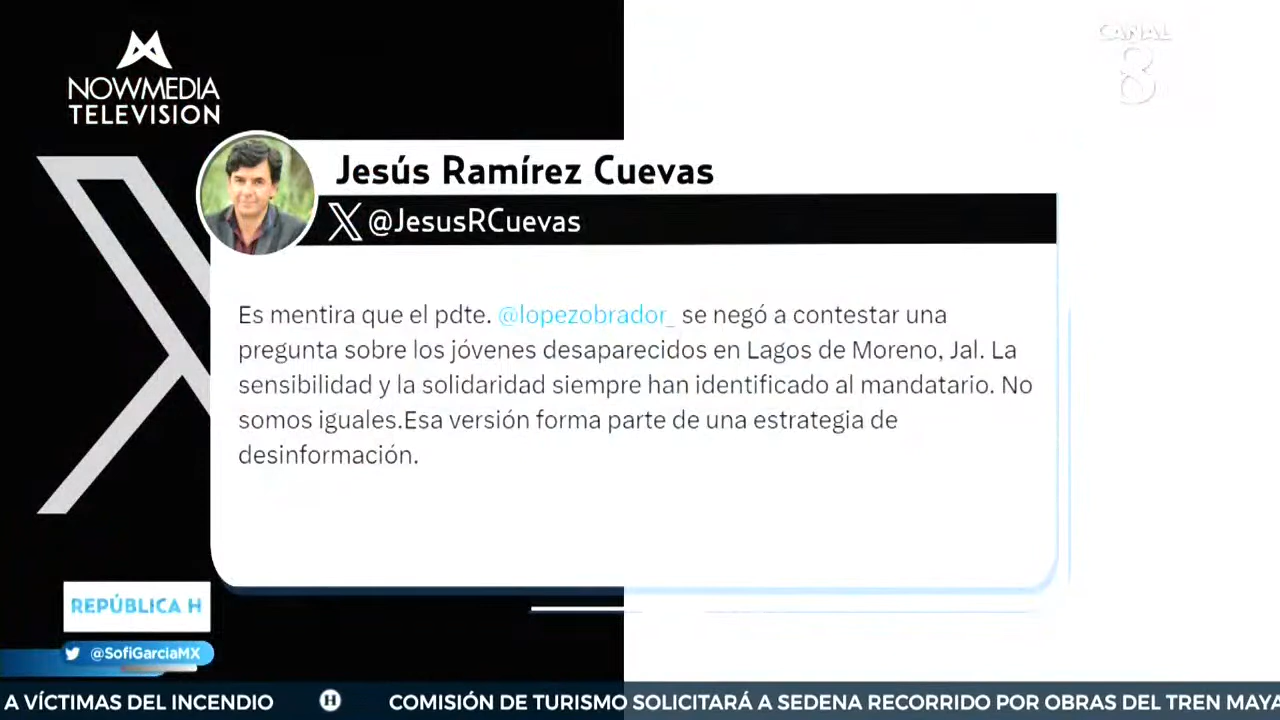 NOWMEDIA
TELEVISION
CANAL
8
Jesús Ramírez Cuevas
@JesusRCuevas
Es mentira que el pdte. @lopezobrador_ se negó a contestar una
pregunta sobre los jóvenes desaparecidos en Lagos de Moreno, Jal. La
sensibilidad y la solidaridad siempre han identificado al mandatario. No
somos iguales.Esa versión forma parte de una estrategia de
desinformación.
REPÚBLICA H
@SofiGarciaMX
A VÍCTIMAS DEL INCENDIO H COMISIÓN DE TURISMO SOLICITARÁ A SEDENA RECORRIDO POR OBRAS DEL TREN MAYA